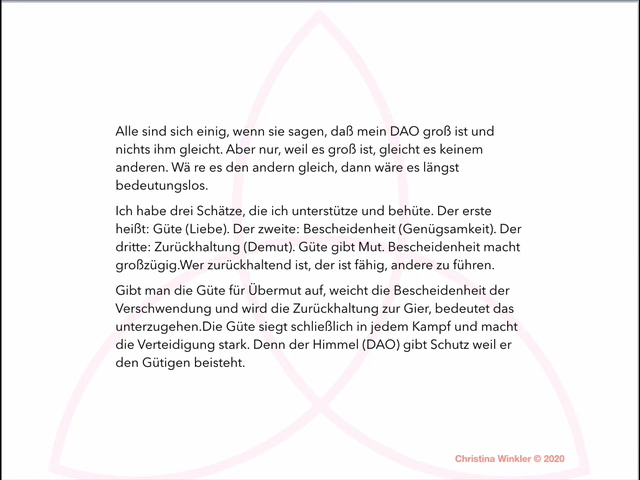 Alle sind sich einig, wenn sie sagen, daß mein DAO groß ist und
nichts ihm gleicht. Aber nur, weil es groß ist, gleicht es keinem
anderen. Wä re es den andern gleich, dann wäre es längst
bedeutungslos.
Ich habe drei Schätze, die ich unterstütze und behüte. Der erste
heißt: Güte (Liebe). Der zweite: Bescheidenheit (Genügsamkeit). Der
dritte: Zurückhaltung (Demut). Güte gibt Mut. Bescheidenheit macht
großzügig.Wer zurückhaltend ist, der ist fähig, andere zu führen.
Gibt man die Güte für Übermut auf, weicht die Bescheidenheit der
Verschwendung und wird die Zurückhaltung zur Gier, bedeutet das
unterzugehen.Die Güte siegt schließlich in jedem Kampf und macht
die Verteidigung stark. Denn der Himmel (DAO) gibt Schutz weil er
den Gütigen beisteht.
Christina Winkler © 2020